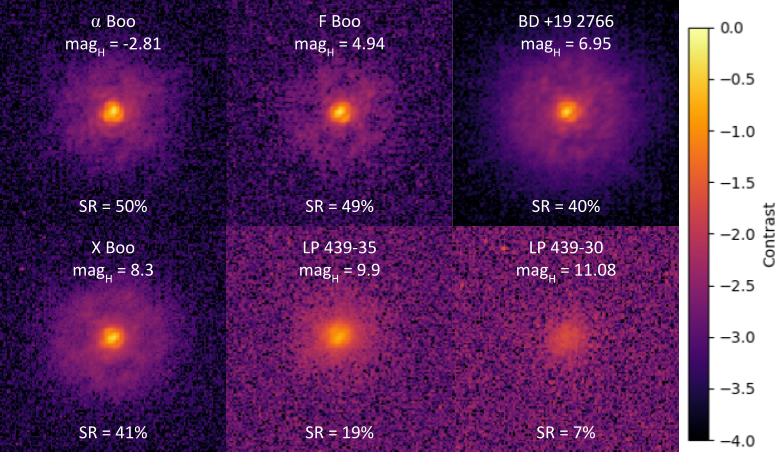 α Boo
mag_H = -2.81
SR = 50%
F Boo
mag_H = 4.94
SR = 49%
BD +19 2766
mag_H = 6.95
SR = 40%
X Boo
mag_H = 8.3
SR = 41%
LP 439-35
mag_H = 9.9
SR = 19%
LP 439-30
mag_H = 11.08
SR = 7%
0.0
−0.5
−1.0
−1.5
−2.0
−2.5
−3.0
−3.5
−4.0
Contrast